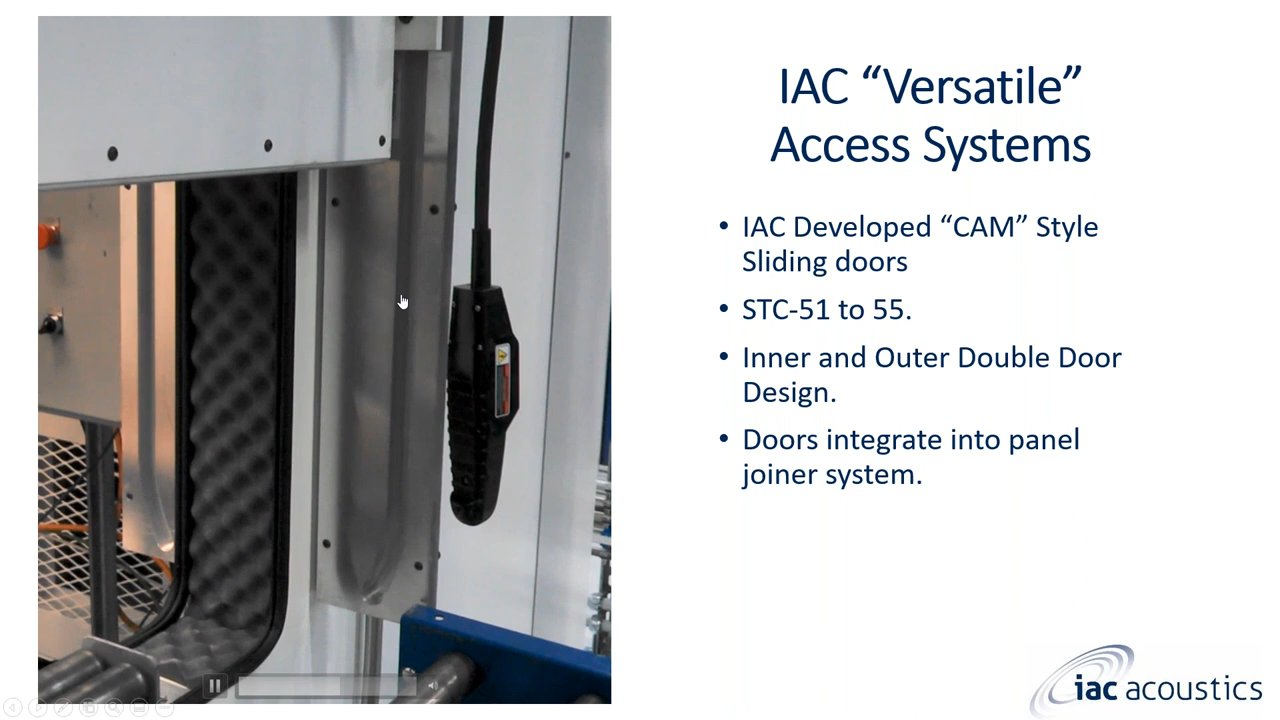 IAC “Versatile”
Access Systems
• IAC Developed “CAM” Style
Sliding doors
• STC-51 to 55.
• Inner and Outer Double Door
Design.
• Doors integrate into panel
joiner system.
iac acoustics